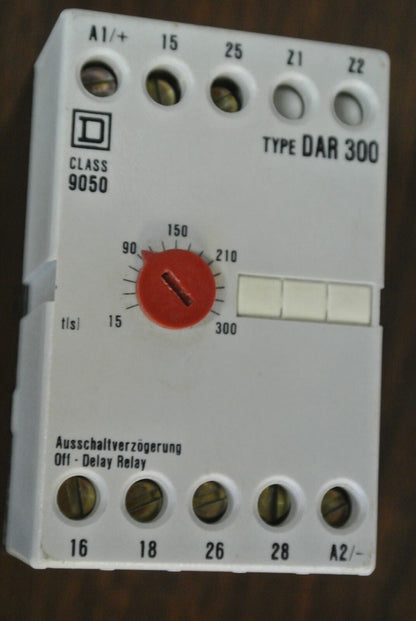 A1/+ 15 25 Z1 Z2
D
TYPE DAR 300
CLASS
9050
150
90 210
t(s) 15 300
Ausschaltverzögerung
Off - Delay Relay
16 18 26 28 A2/-